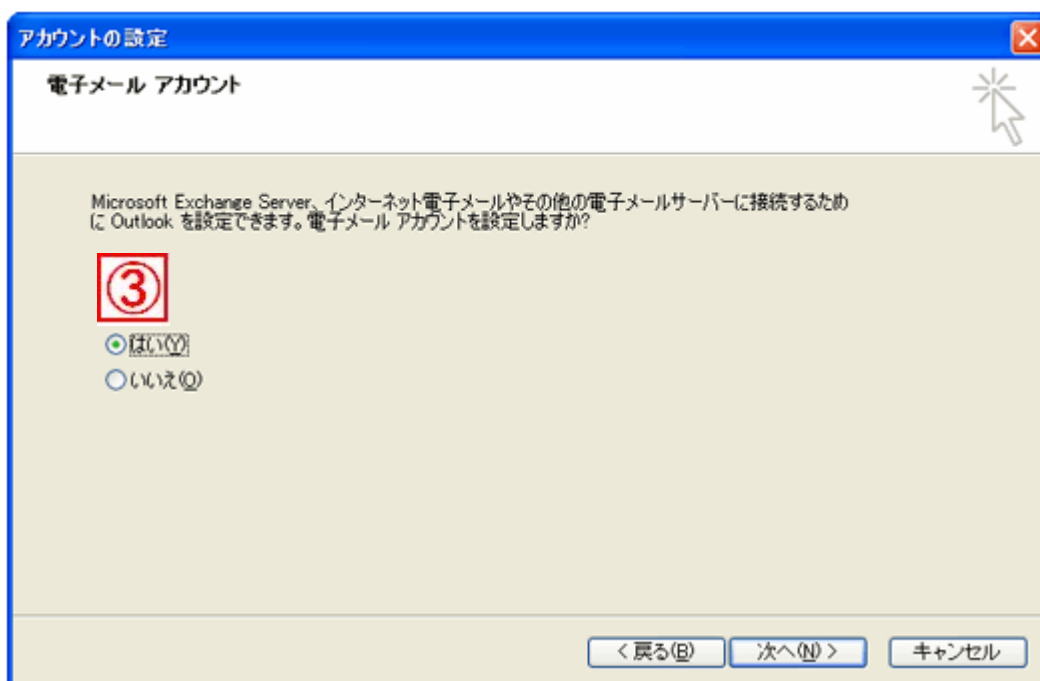 アカウントの設定
電子メール アカウント
Microsoft Exchange Server、インターネット電子メールやその他の電子メールサーバーに接続するため
に Outlook を設定できます。電子メール アカウントを設定しますか?
③
はい(Y)
いいえ(O)
< 戻る(B) 次へ(N) > キャンセル